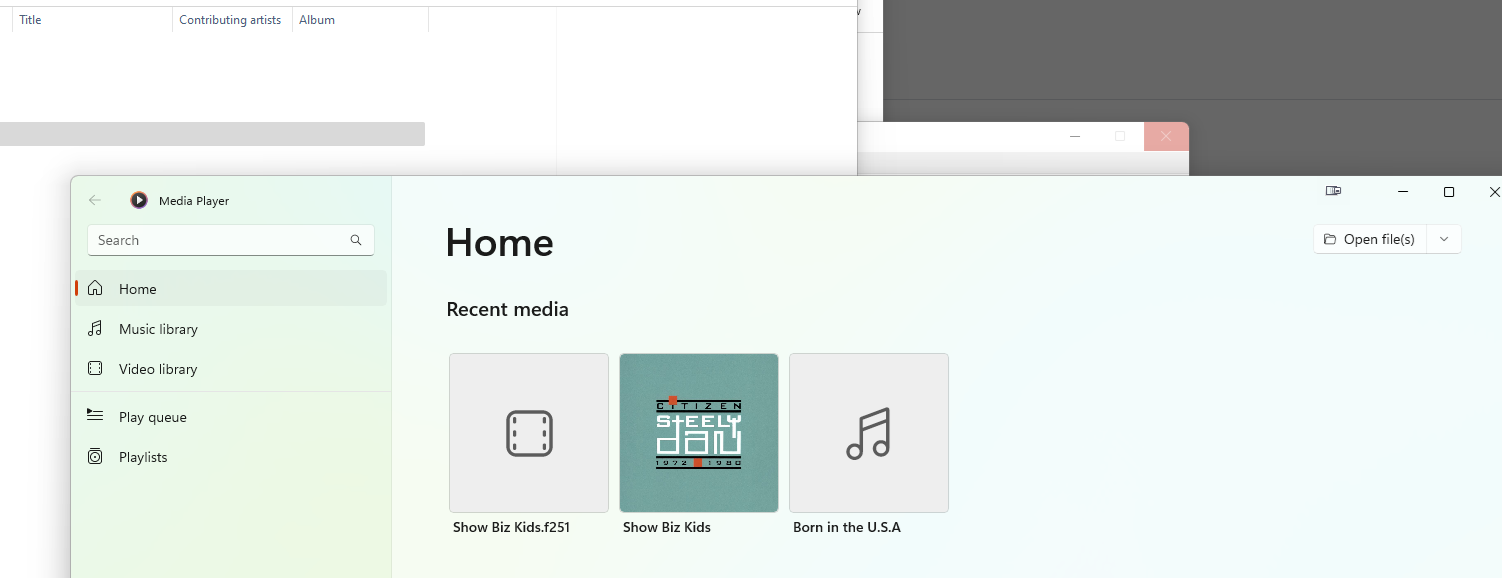 Title Contributing artists Album
Media Player
Search
Home
Music library
Video library
Play queue
Playlists
Home
Open file(s)
Recent media
CITIZEN
STEELY
dan
1972 1980
Show Biz Kids.f251
Show Biz Kids
Born in the U.S.A